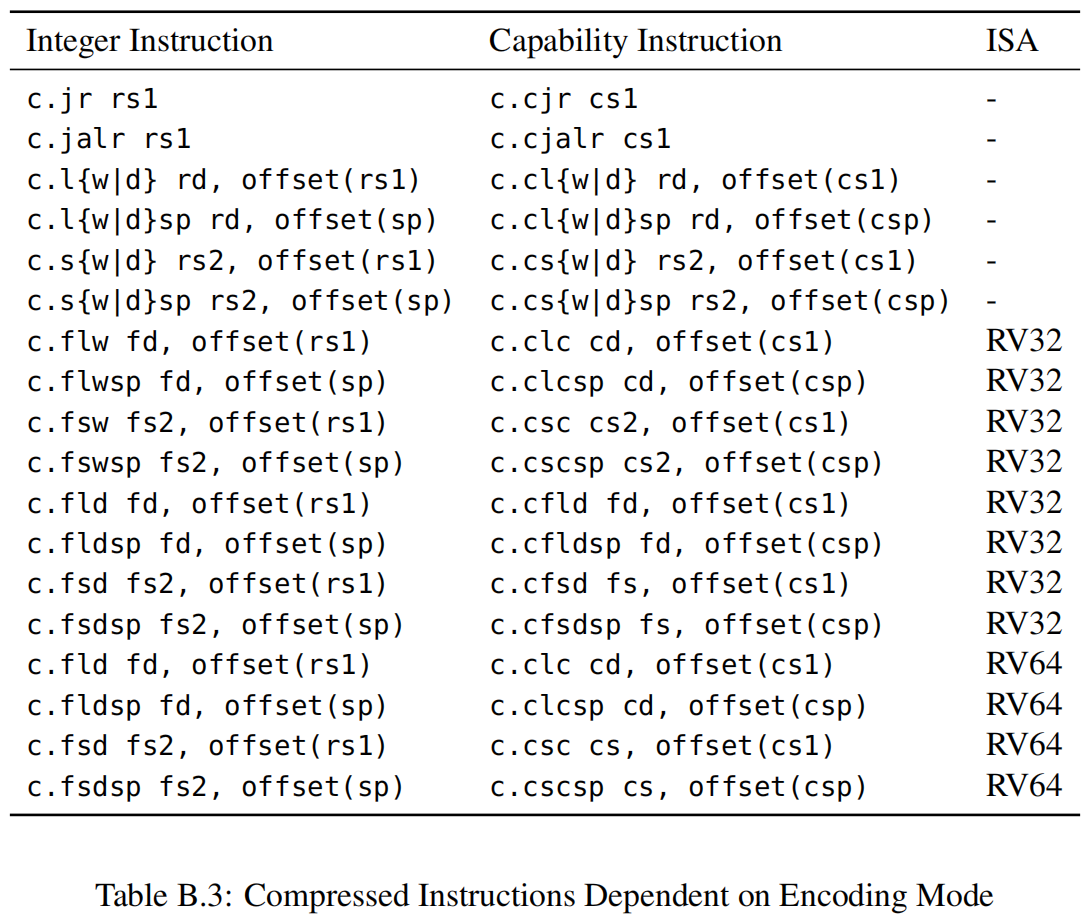 Integer Instruction Capability Instruction ISA
c.jr rs1 c.cjr cs1 -
c.jalr rs1 c.cjalr cs1 -
c.l{w|d} rd, offset(rs1) c.cl{w|d} rd, offset(cs1) -
c.l{w|d}sp rd, offset(sp) c.cl{w|d}sp rd, offset(csp) -
c.s{w|d} rs2, offset(rs1) c.cs{w|d} rs2, offset(cs1) -
c.s{w|d}sp rs2, offset(sp) c.cs{w|d}sp rs2, offset(csp) -
c.flw fd, offset(rs1) c.clc cd, offset(cs1) RV32
c.flwsp fd, offset(sp) c.clcsp cd, offset(csp) RV32
c.fsw fs2, offset(rs1) c.csc cs2, offset(cs1) RV32
c.fswsp fs2, offset(sp) c.cscsp cs2, offset(csp) RV32
c.fld fd, offset(rs1) c.cfld fd, offset(cs1) RV32
c.fldsp fd, offset(sp) c.cfldsp fd, offset(csp) RV32
c.fsd fs2, offset(rs1) c.cfsd fs, offset(cs1) RV32
c.fsdsp fs2, offset(sp) c.cfsdsp fs, offset(csp) RV32
c.fld fd, offset(rs1) c.clc cd, offset(cs1) RV64
c.fldsp fd, offset(sp) c.clcsp cd, offset(csp) RV64
c.fsd fs2, offset(rs1) c.csc cs, offset(cs1) RV64
c.fsdsp fs2, offset(sp) c.cscsp cs, offset(csp) RV64
Table B.3: Compressed Instructions Dependent on Encoding Mode